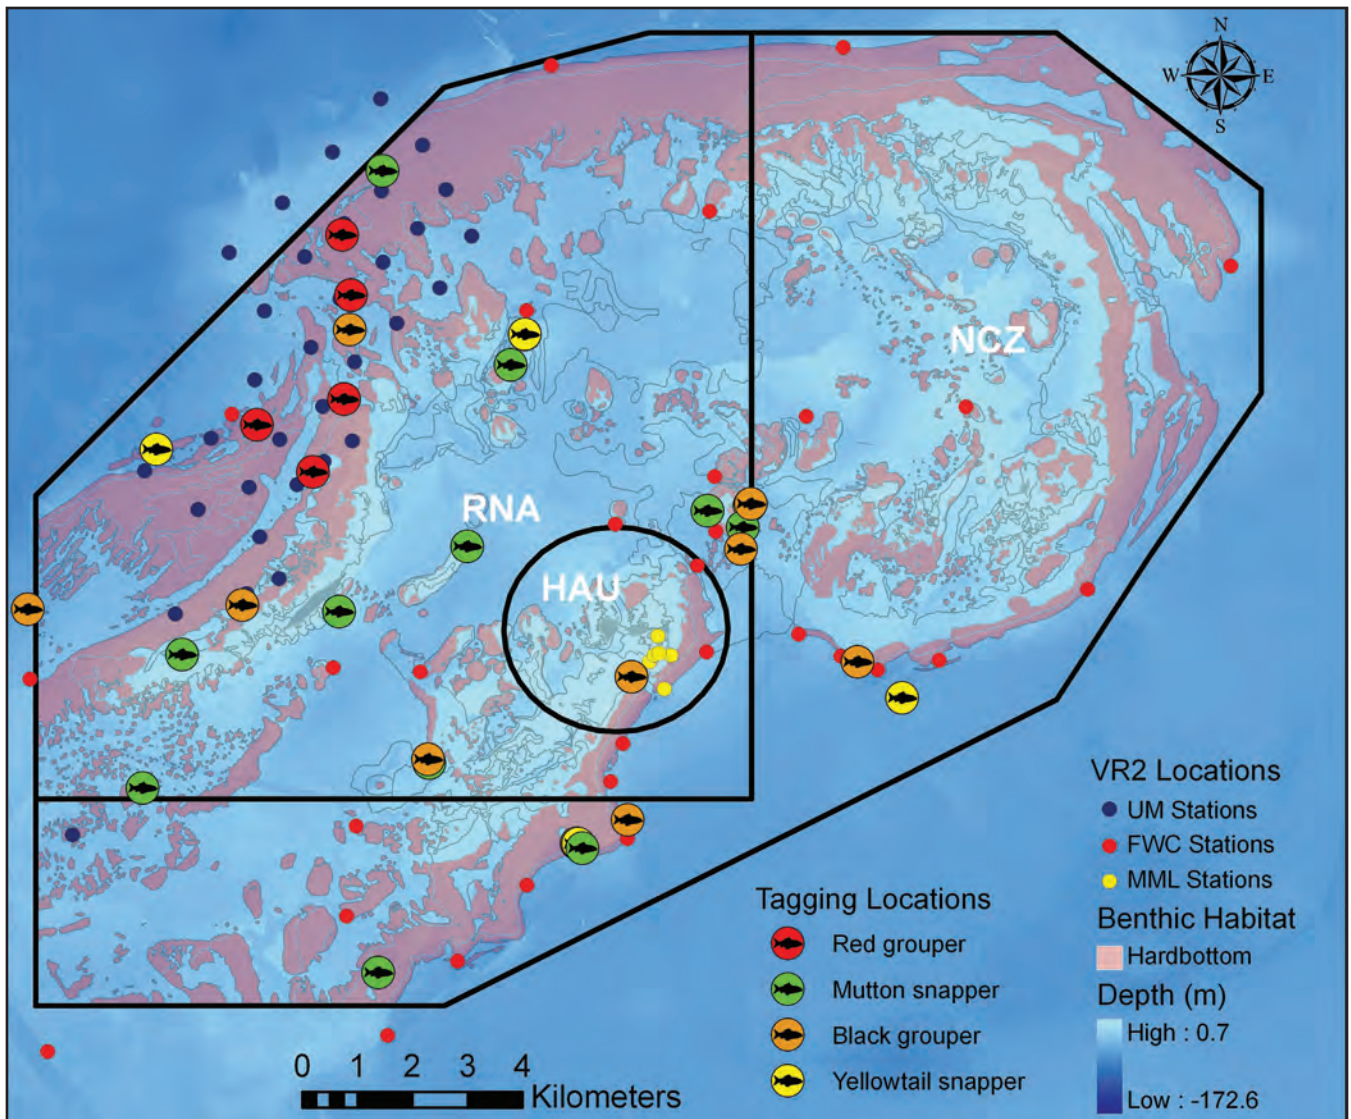 N
W E
S
NCZ
RNA
HAU
VR2 Locations
UM Stations
FWC Stations
MML Stations
Benthic Habitat
Hardbottom
Depth (m)
High : 0.7
Low : -172.6
Tagging Locations
Red grouper
Mutton snapper
Black grouper
Yellowtail snapper
0 1 2 3 4
Kilometers